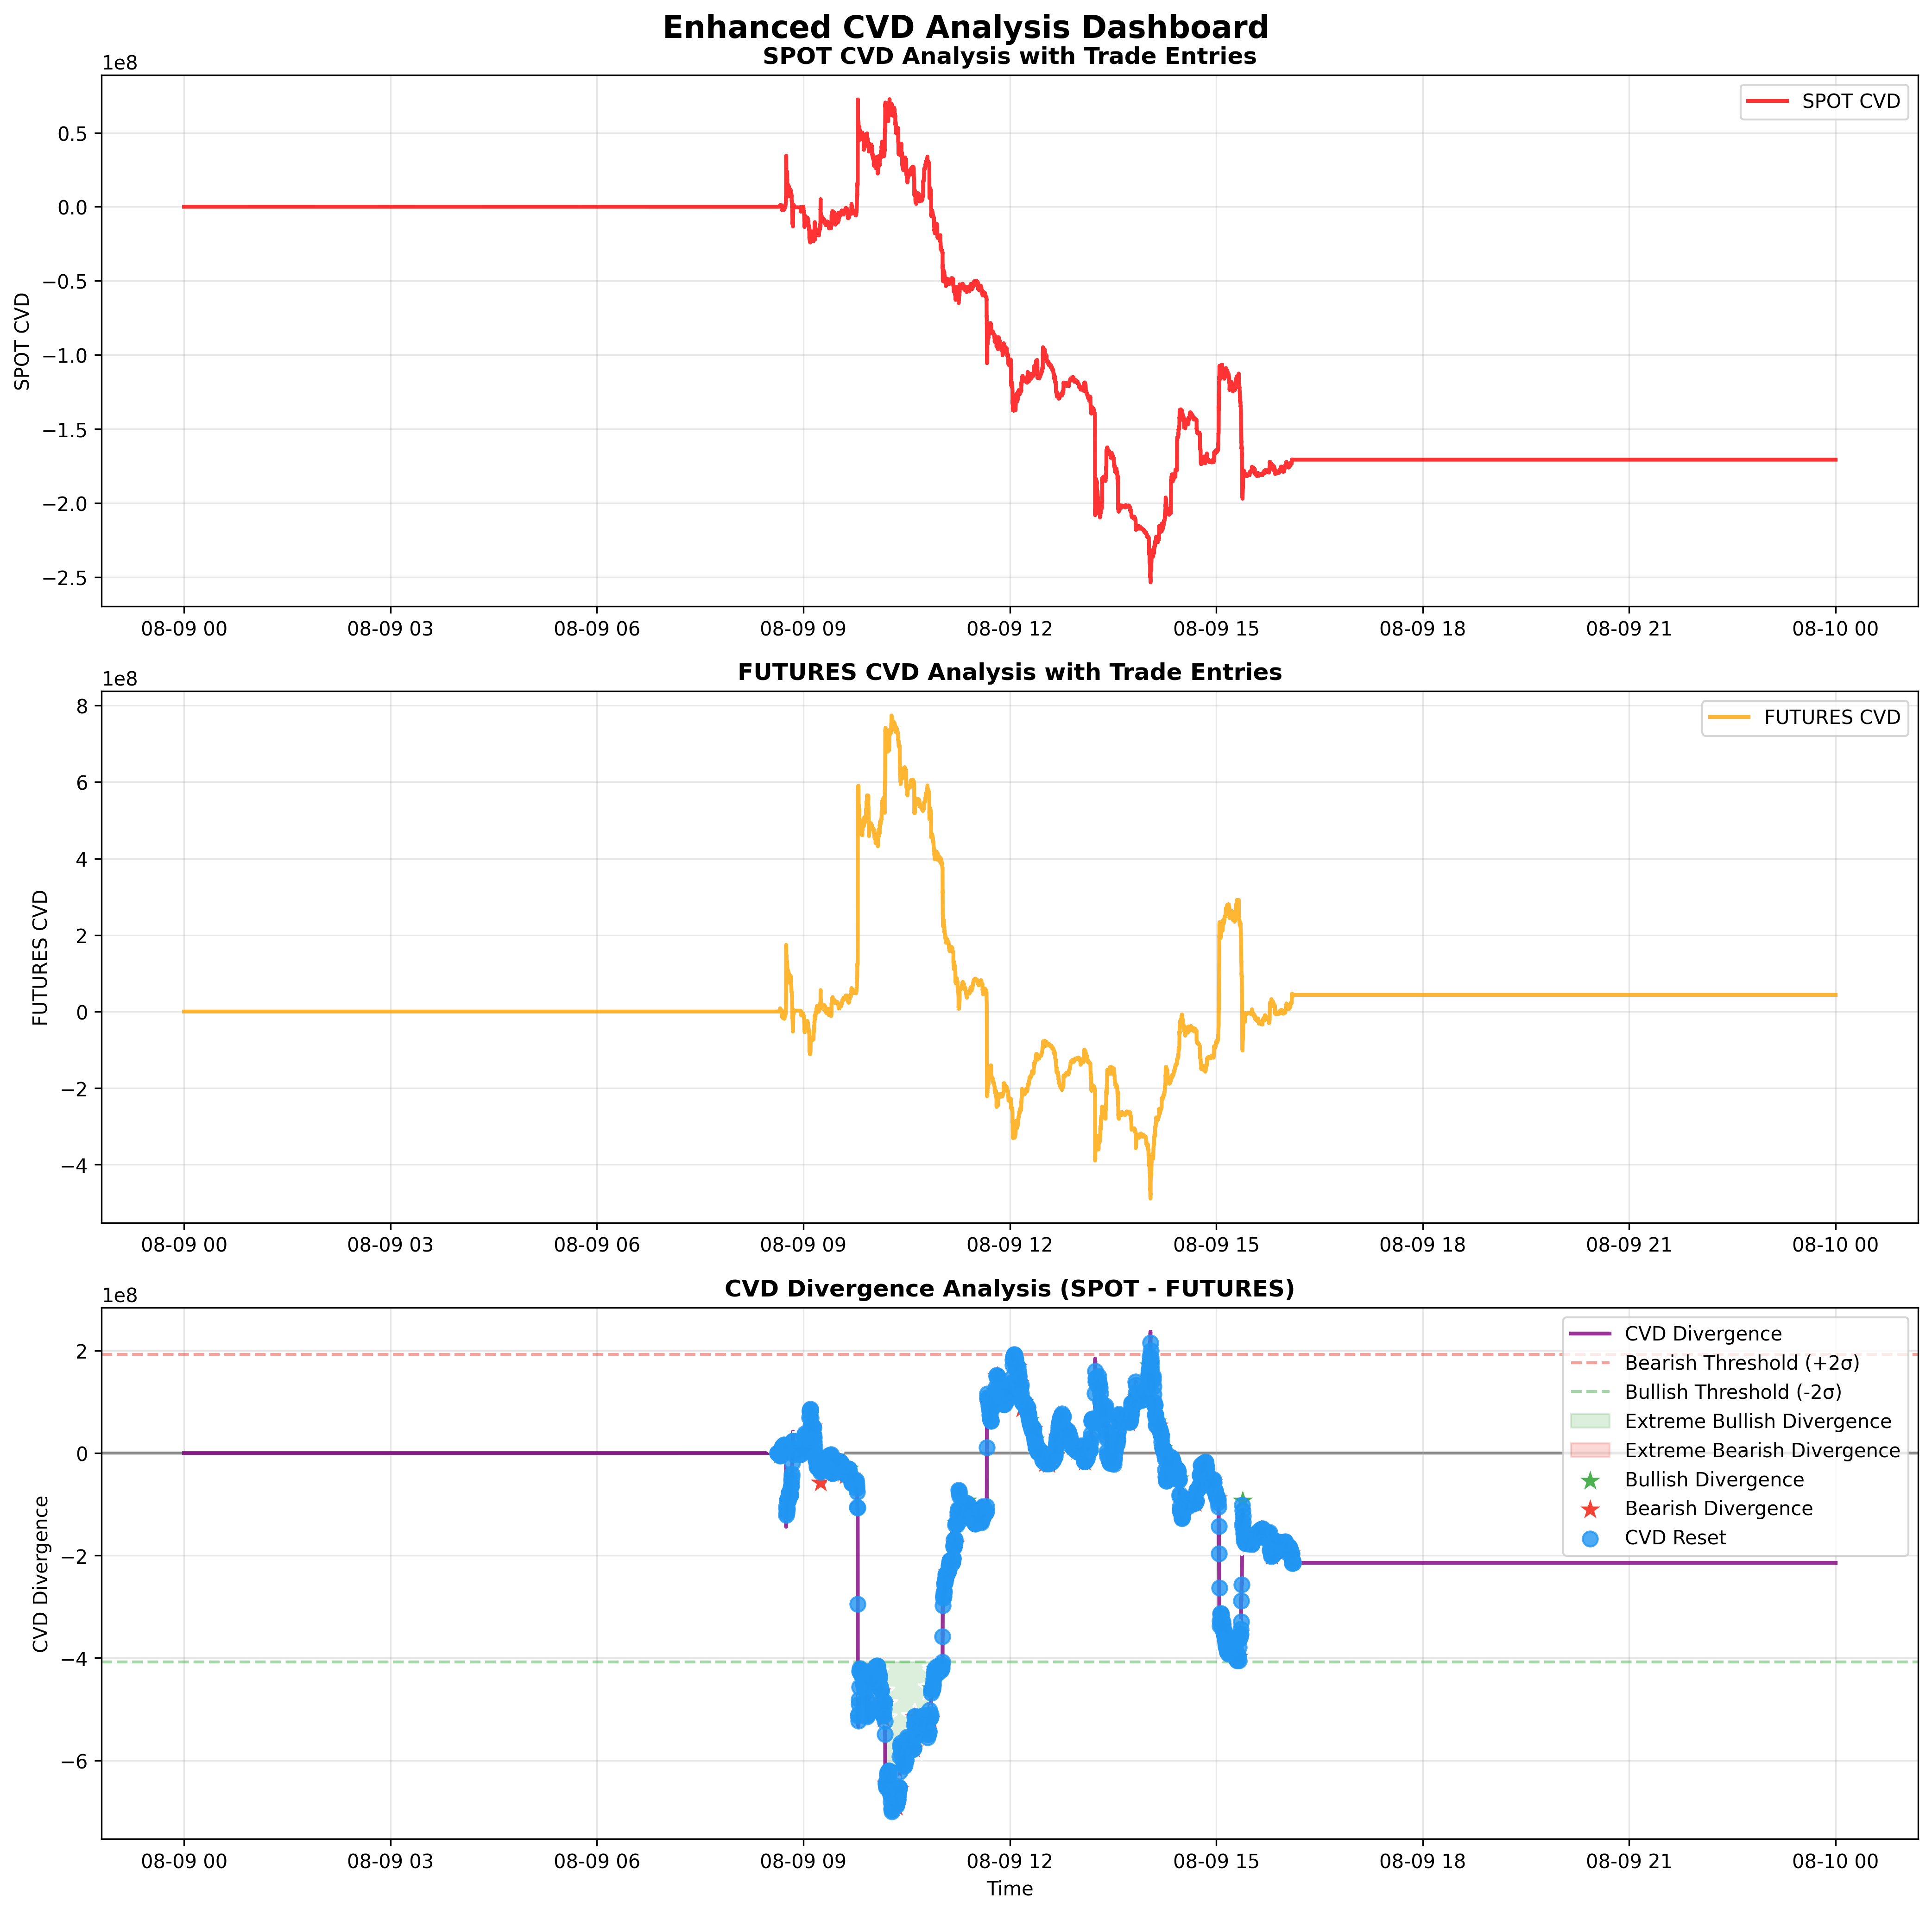 Enhanced CVD Analysis Dashboard
SPOT CVD Analysis with Trade Entries
1e8
SPOT CVD
0.5
0.0
−0.5
−1.0
−1.5
−2.0
−2.5
SPOT CVD
08-09 00 08-09 03 08-09 06 08-09 09 08-09 12 08-09 15 08-09 18 08-09 21 08-10 00
FUTURES CVD Analysis with Trade Entries
1e8
FUTURES CVD
8
6
4
2
0
−2
−4
FUTURES CVD
08-09 00 08-09 03 08-09 06 08-09 09 08-09 12 08-09 15 08-09 18 08-09 21 08-10 00
CVD Divergence Analysis (SPOT - FUTURES)
1e8
CVD Divergence
Bearish Threshold (+2σ)
Bullish Threshold (-2σ)
Extreme Bullish Divergence
Extreme Bearish Divergence
Bullish Divergence
Bearish Divergence
CVD Reset
2
0
−2
−4
−6
CVD Divergence
08-09 00 08-09 03 08-09 06 08-09 09 08-09 12 08-09 15 08-09 18 08-09 21 08-10 00
Time